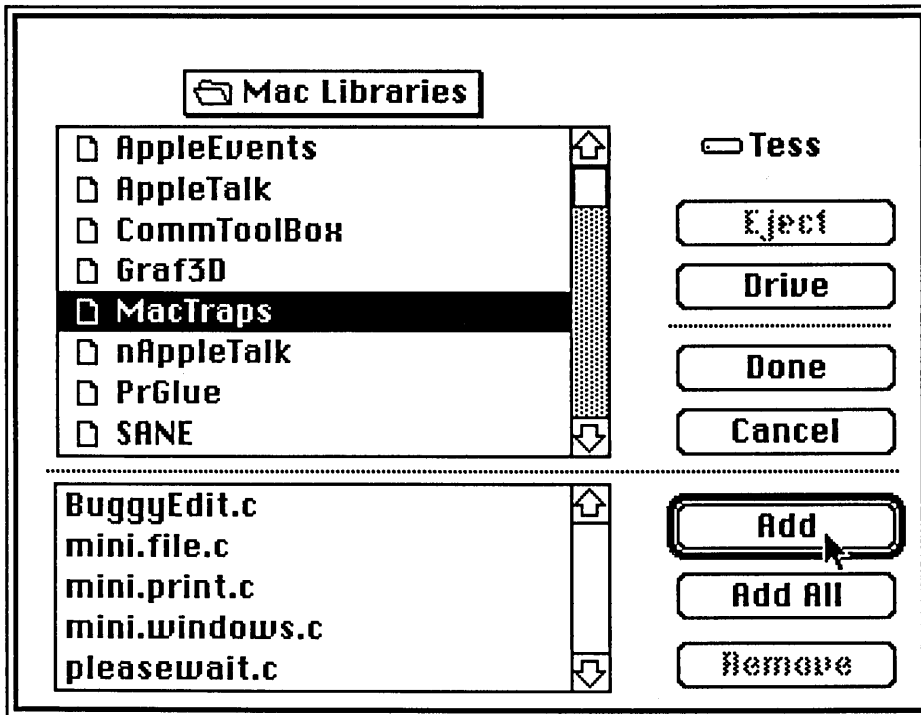 Mac Libraries
AppleEvents
AppleTalk
CommToolBox
Graf3D
MacTraps
nAppleTalk
PrGlue
SANE
Tess
Eject
Drive
Done
Cancel
BuggyEdit.c
mini.file.c
mini.print.c
mini.windows.c
pleasewait.c
Add
Add All
Remove